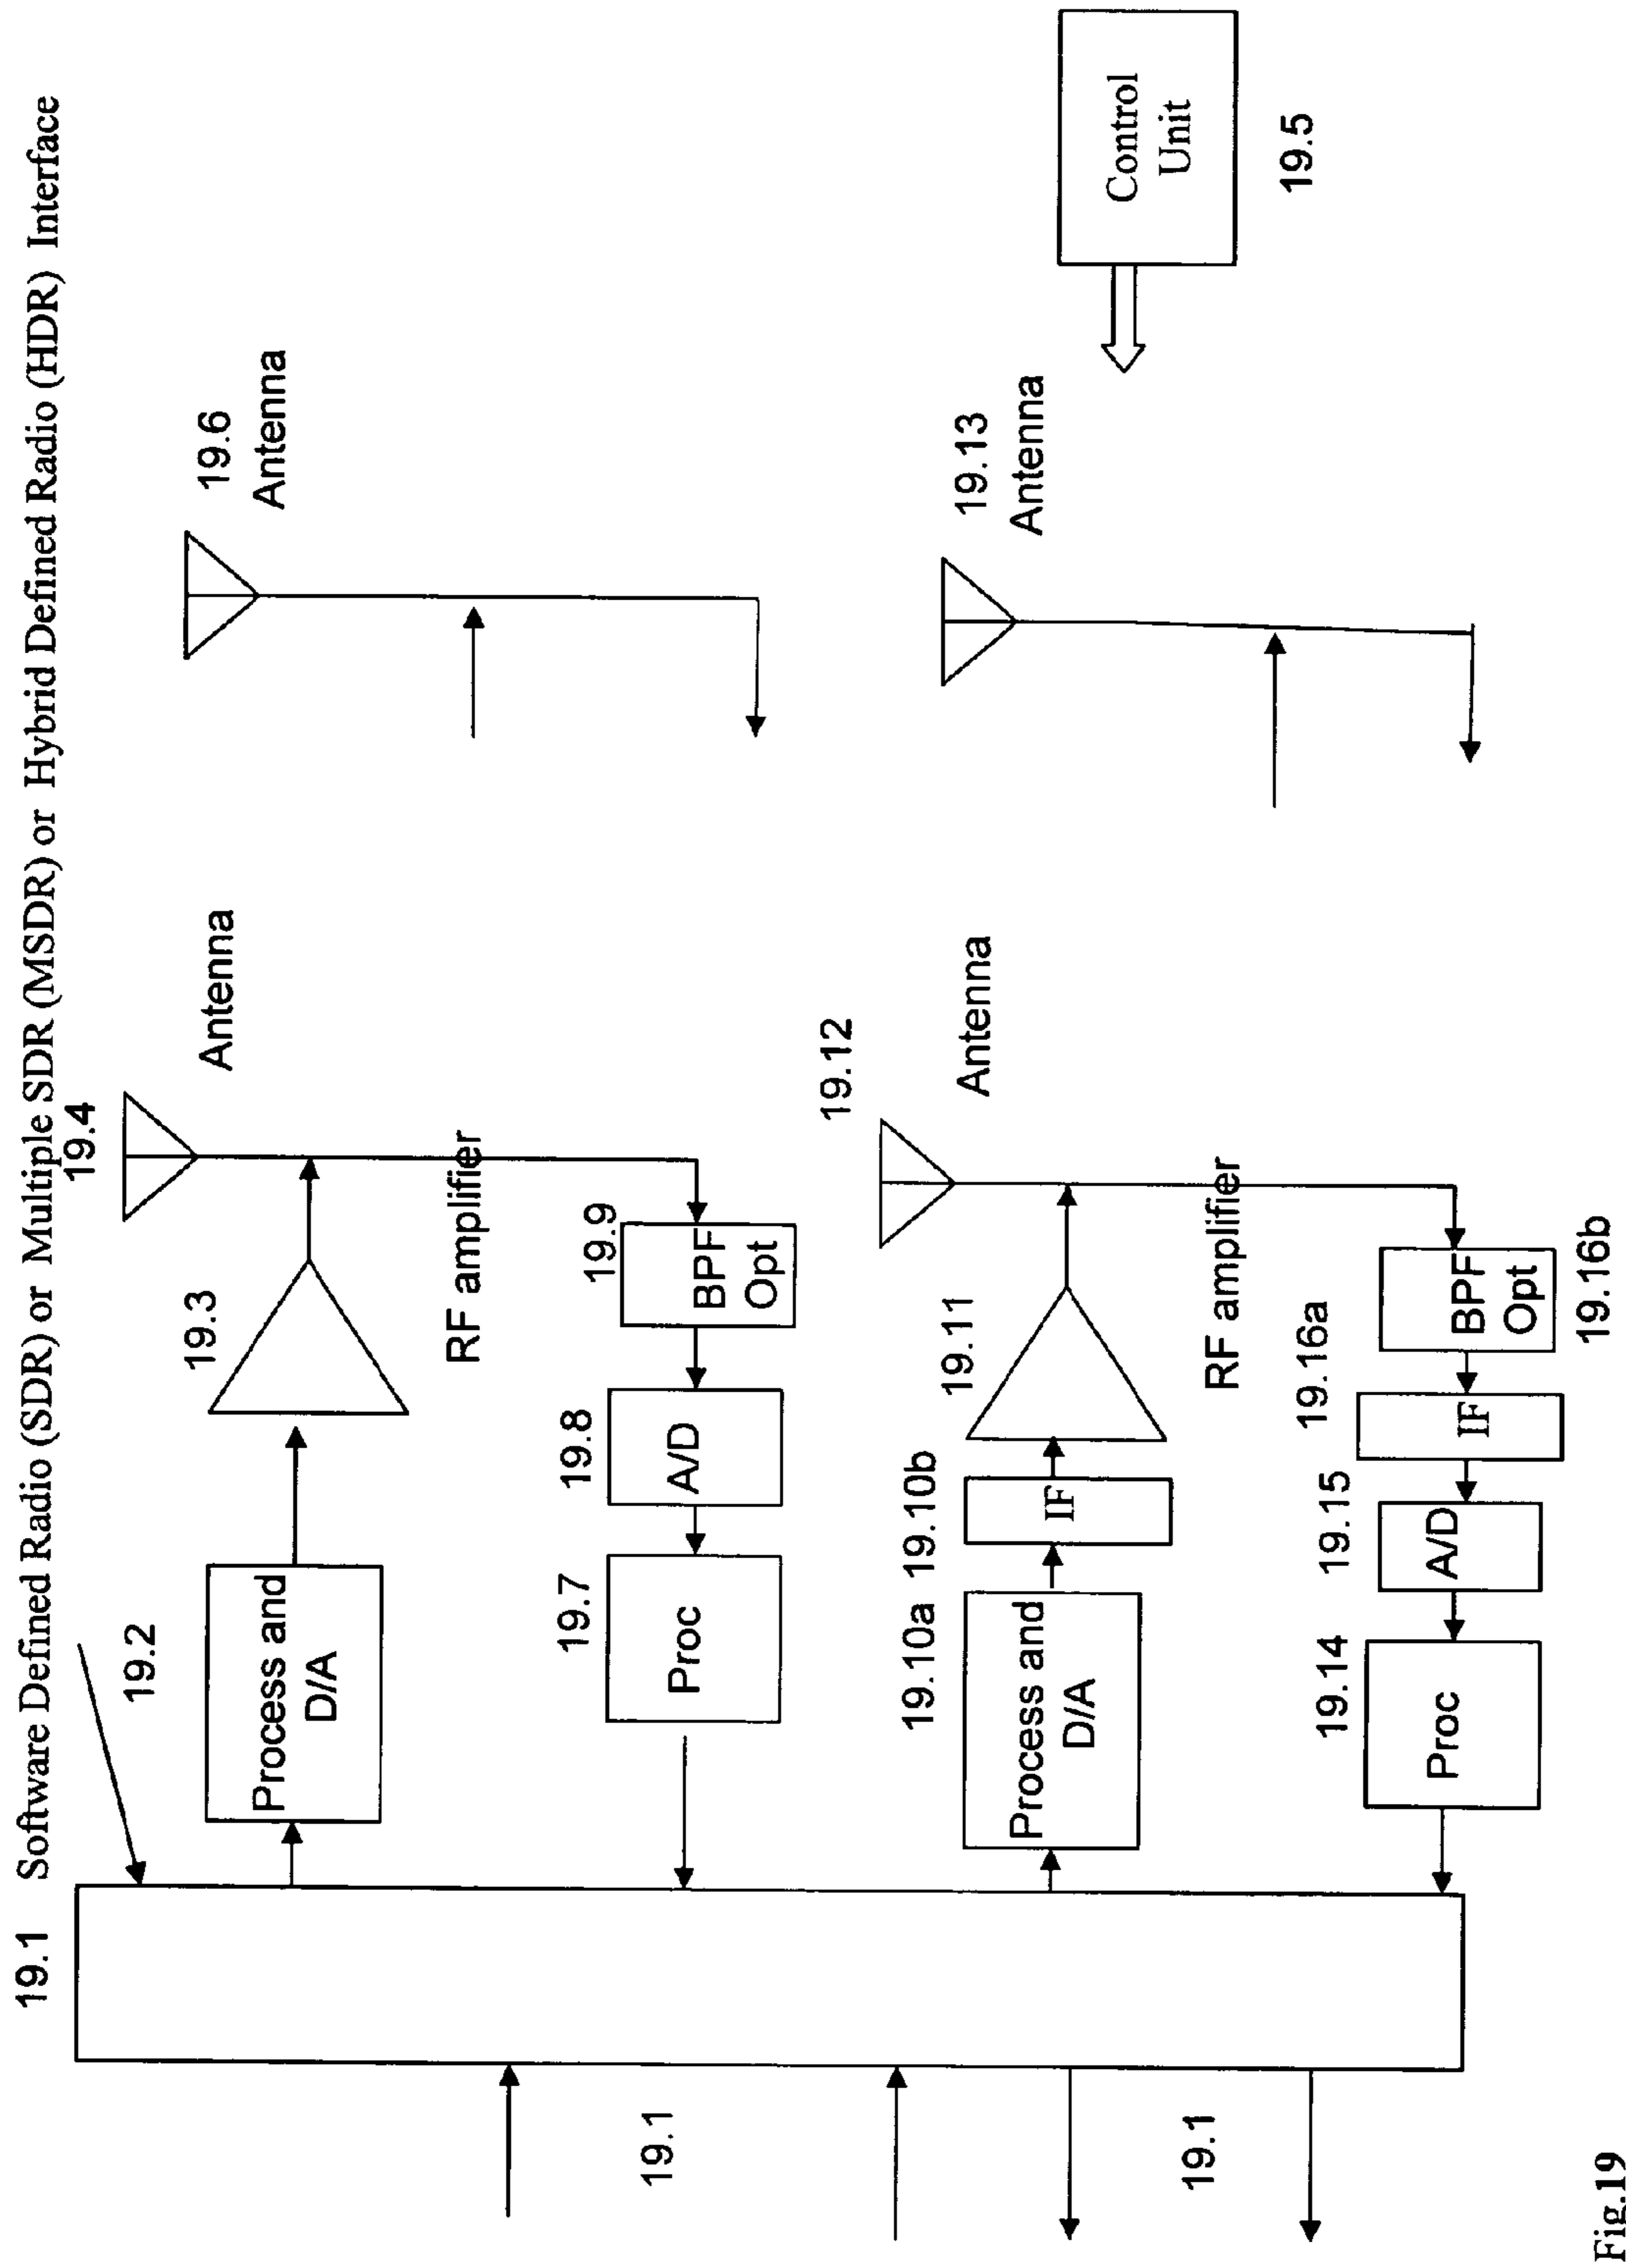 19.1 Software Defined Radio (SDR) or Multiple SDR (MSDR) or Hybrid Defined Radio (HDR) Interface
19.4
19.2
19.3
Antenna
19.6
Antenna
Process and
D/A
RF amplifier
19.7
19.8
19.9
Proc
A/D
BPF
Opt
19.12
Antenna
19.13
Antenna
19.10a
19.10b
19.11
Process and
D/A
IF
RF amplifier
Control
Unit
19.5
19.14
19.15
19.16a
Proc
A/D
IF
BPF
Opt
19.16b
19.1
19.1
Fig.19